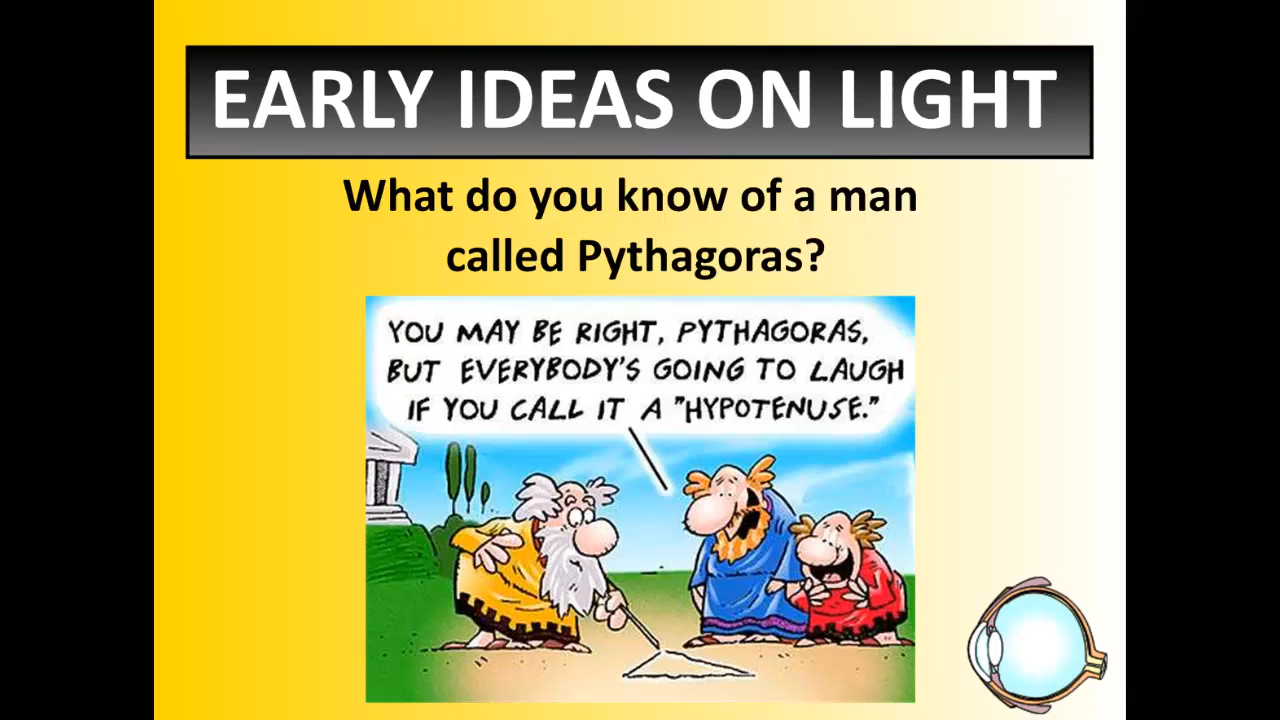 EARLY IDEAS ON LIGHT
What do you know of a man
called Pythagoras?
YOU MAY BE RIGHT, PYTHAGORAS,
BUT EVERYBODY'S GOING TO LAUGH
IF YOU CALL IT A "HYPOTENUSE."